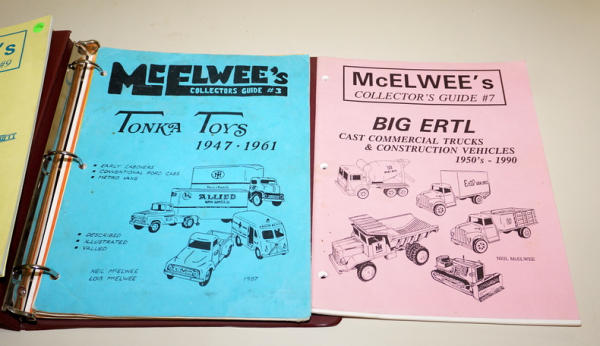 's
#9
McELWEE's
COLLECTORS GUIDE #3
TONKA TOYS
1947 - 1961
• EARLY CABOVERS
• CONVENTIONAL FORD CABS
• METRO VANS
ALLIED
• DESCRIBED
• ILLUSTRATED
• VALUED
NEIL McELWEE
LOIS McELWEE
1987
McELWEE's
COLLECTOR'S GUIDE #7
BIG ERTL
CAST COMMERCIAL TRUCKS
& CONSTRUCTION VEHICLES
1950's - 1990
NEIL McELWEE